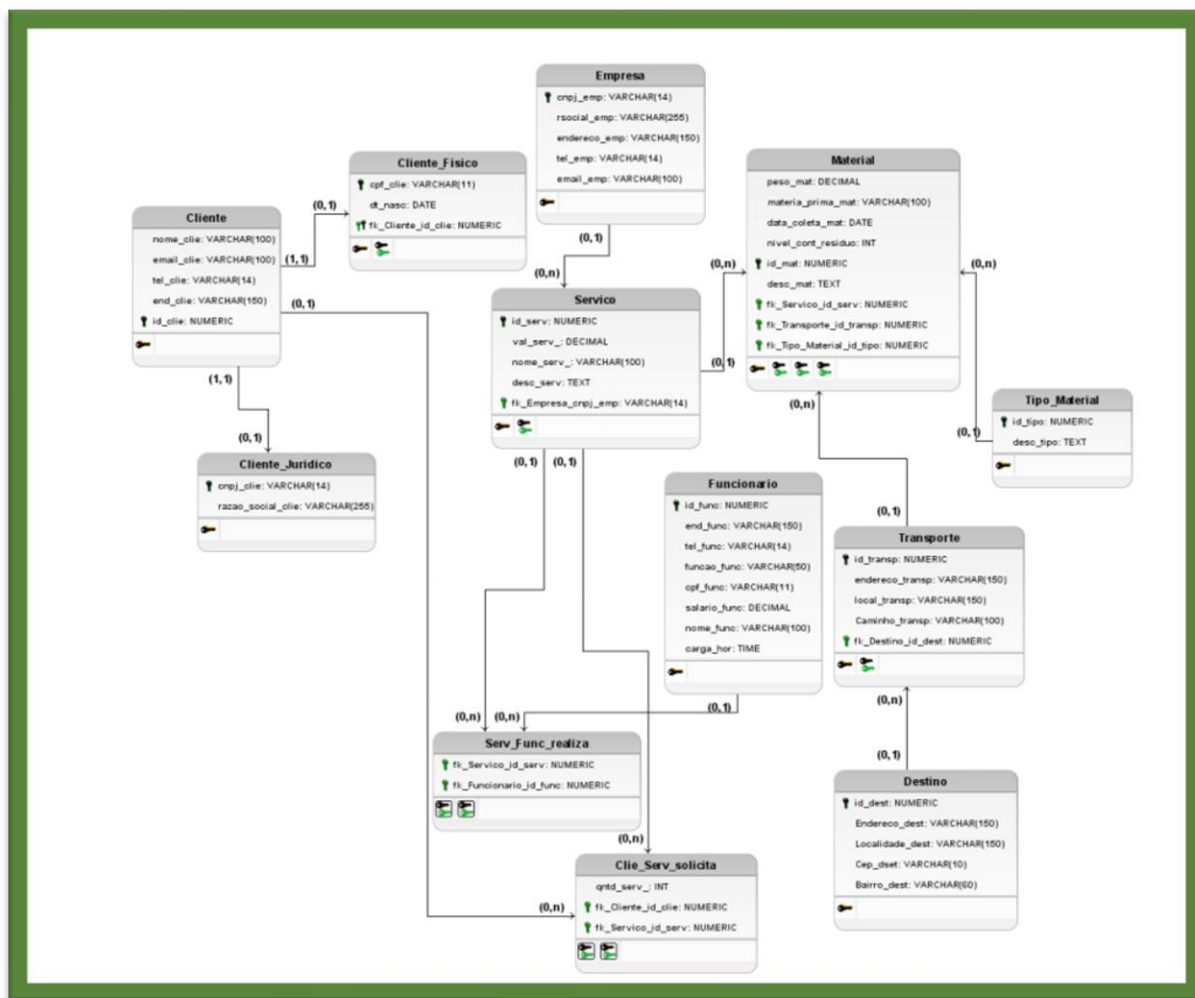 Empresa
cnpj_emp: VARCHAR(14)
rsocial_emp: VARCHAR(255)
endereco_emp: VARCHAR(150)
tel_emp: VARCHAR(14)
email_emp: VARCHAR(100)
(0,1)
(0,n)
Cliente_Fisico
cpf_clie: VARCHAR(11)
dt_nasc: DATE
fk_Cliente_id_clie: NUMERIC
(0,1)
(1,1)
Cliente
nome_clie: VARCHAR(100)
email_clie: VARCHAR(100)
tel_clie: VARCHAR(14)
end_clie: VARCHAR(150)
id_clie: NUMERIC
(0,1)
(1,1)
(0,1)
Cliente_Juridico
cnpj_clie: VARCHAR(14)
razao_social_clie: VARCHAR(255)
Material
peso_mat: DECIMAL
materia_prima_mat: VARCHAR(100)
data_coleta_mat: DATE
nivel_cont_residuo: INT
id_mat: NUMERIC
desc_mat: TEXT
fk_Servico_id_serv: NUMERIC
fk_Transporte_id_transp: NUMERIC
fk_Tipo_Material_id_tipo: NUMERIC
(0,n)
(0,n)
(0,n)
Servico
id_serv: NUMERIC
val_serv_: DECIMAL
nome_serv_: VARCHAR(100)
desc_serv: TEXT
fk_Empresa_cnpj_emp: VARCHAR(14)
(0,1)
(0,1)
(0,1)
Tipo_Material
id_tipo: NUMERIC
desc_tipo: TEXT
(0,1)
Funcionario
id_func: NUMERIC
end_func: VARCHAR(150)
tel_func: VARCHAR(14)
funcao_func: VARCHAR(50)
cpf_func: VARCHAR(11)
salario_func: DECIMAL
nome_func: VARCHAR(100)
carga_hor: TIME
(0,1)
(0,1)
Transporte
id_transp: NUMERIC
endereco_transp: VARCHAR(150)
local_transp: VARCHAR(150)
Caminho_transp: VARCHAR(100)
fk_Destino_id_dest: NUMERIC
(0,n)
(0,1)
(0,n)
(0,n)
Serv_Func_realiza
fk_Servico_id_serv: NUMERIC
fk_Funcionario_id_func: NUMERIC
Destino
id_dest: NUMERIC
Endereco_dest: VARCHAR(150)
Localidade_dest: VARCHAR(150)
Cep_dset: VARCHAR(10)
Bairro_dest: VARCHAR(60)
(0,n)
(0,n)
Clie_Serv_solicita
qntd_serv_: INT
fk_Cliente_id_clie: NUMERIC
fk_Servico_id_serv: NUMERIC